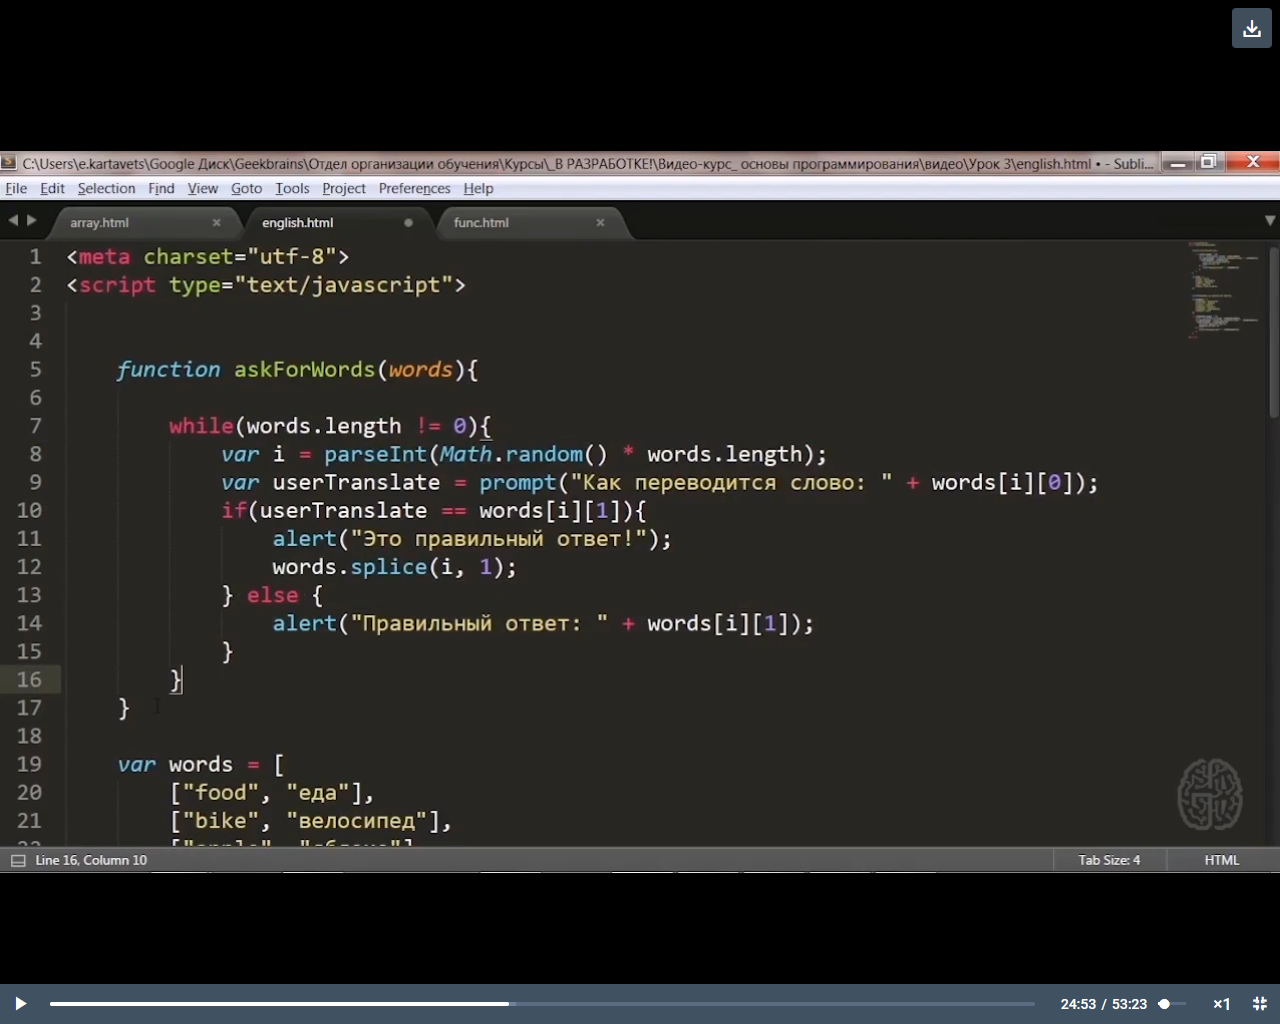 C:\Users\e.kartavets\Google Диск\Geekbrains\Отдел организации обучения\Курсы\_В РАЗРАБОТКЕ!\Видео-курс_ основы программирования\видео\Урок 3\english.html • - Subli...
File Edit Selection Find View Goto Tools Project Preferences Help
array.html × english.html func.html ×
1 <meta charset="utf-8">
2 <script type="text/javascript">
3
4
5 function askForWords(words){
6
7 while(words.length != 0){
8 var i = parseInt(Math.random() * words.length);
9 var userTranslate = prompt("Как переводится слово: " + words[i][0]);
10 if(userTranslate == words[i][1]){
11 alert("Это правильный ответ!");
12 words.splice(i, 1);
13 } else {
14 alert("Правильный ответ: " + words[i][1]);
15 }
16 }
17 }
18
19 var words = [
20 ["food", "еда"],
21 ["bike", "велосипед"],
Line 16, Column 10 Tab Size: 4 HTML
24:53 / 53:23 ×1